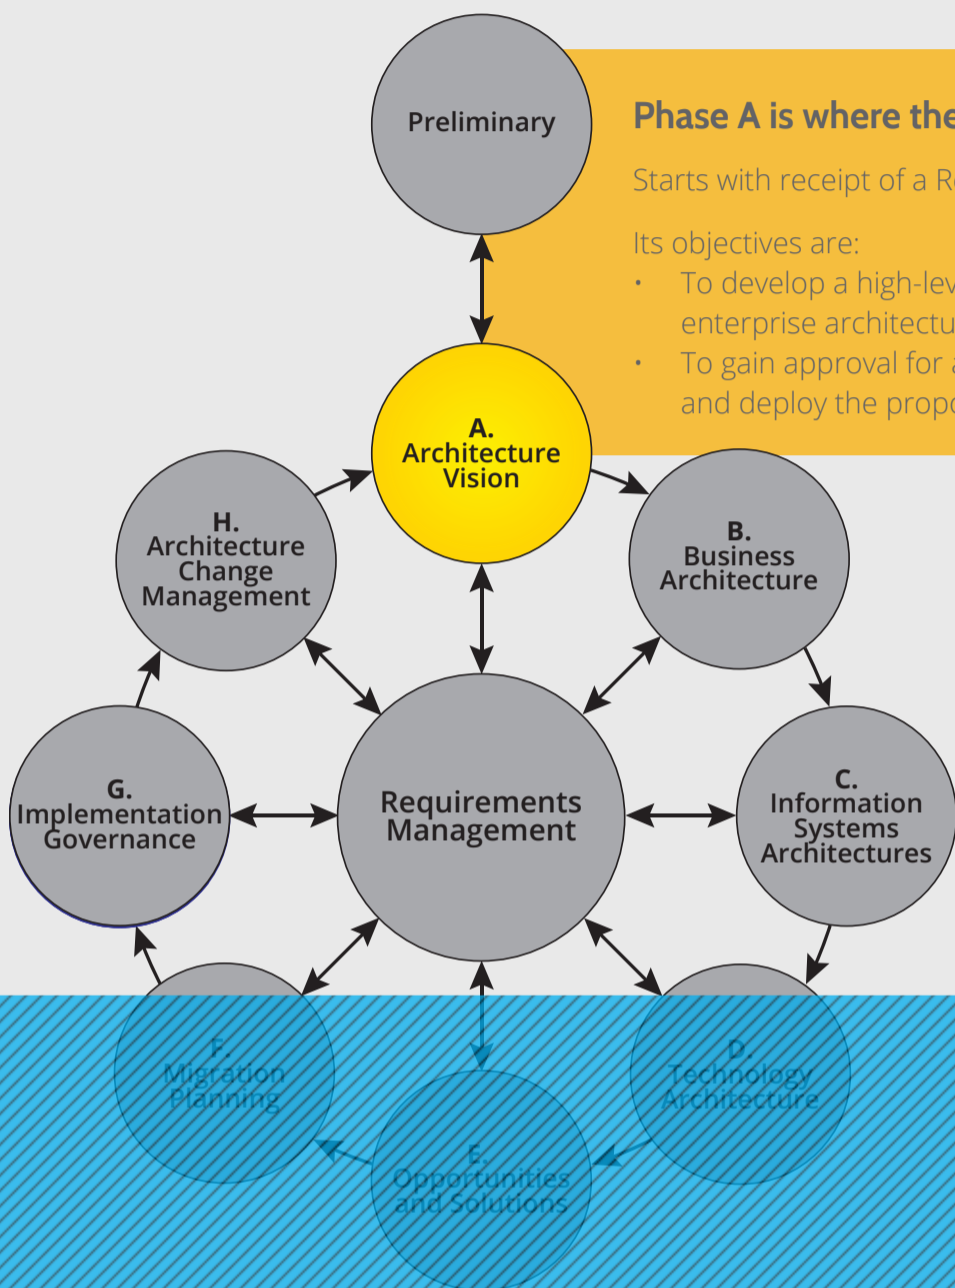 Preliminary
Phase A is where the
Starts with receipt of a Re
Its objectives are:
• To develop a high-lev
enterprise architectu
• To gain approval for a
and deploy the propo
A.
Architecture
Vision
H.
Architecture
Change
Management
B.
Business
Architecture
G.
Implementation
Governance
Requirements
Management
C.
Information
Systems
Architectures
F.
Migration
Planning
D.
Technology
Architecture
E.
Opportunities
and Solutions